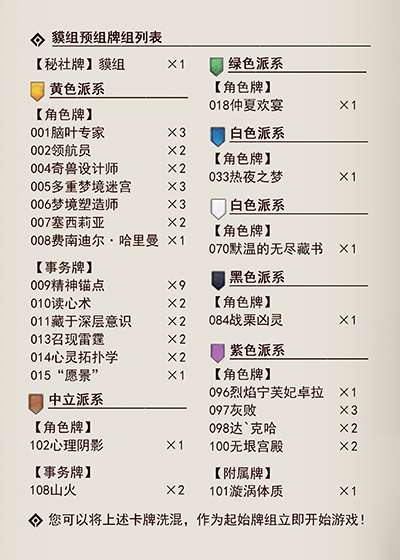 貘组预组牌组列表
【秘社牌】貘组 ×1
黄色派系
【角色牌】
001脑叶专家 ×3
002领航员 ×2
004奇兽设计师 ×2
005多重梦境迷宫 ×3
006梦境塑造师 ×3
007塞西莉亚 ×2
008费南迪尔·哈里曼 ×1
【事务牌】
009精神锚点 ×9
010读心术 ×2
011藏于深层意识 ×2
013召现雷霆 ×2
014心灵拓扑学 ×2
015“愿景” ×1
中立派系
【角色牌】
102心理阴影 ×1
【事务牌】
108山火 ×2
绿色派系
【角色牌】
018仲夏欢宴 ×1
白色派系
【角色牌】
033热夜之梦 ×1
白色派系
【角色牌】
070默温的无尽藏书 ×1
黑色派系
【角色牌】
084战栗凶灵 ×1
紫色派系
【角色牌】
096烈焰宁芙妃卓拉 ×1
097灰败 ×3
098达`克哈 ×2
100无垠宫殿 ×2
【附属牌】
101漩涡体质 ×1
您可以将上述卡牌洗混，作为起始牌组立即开始游戏！